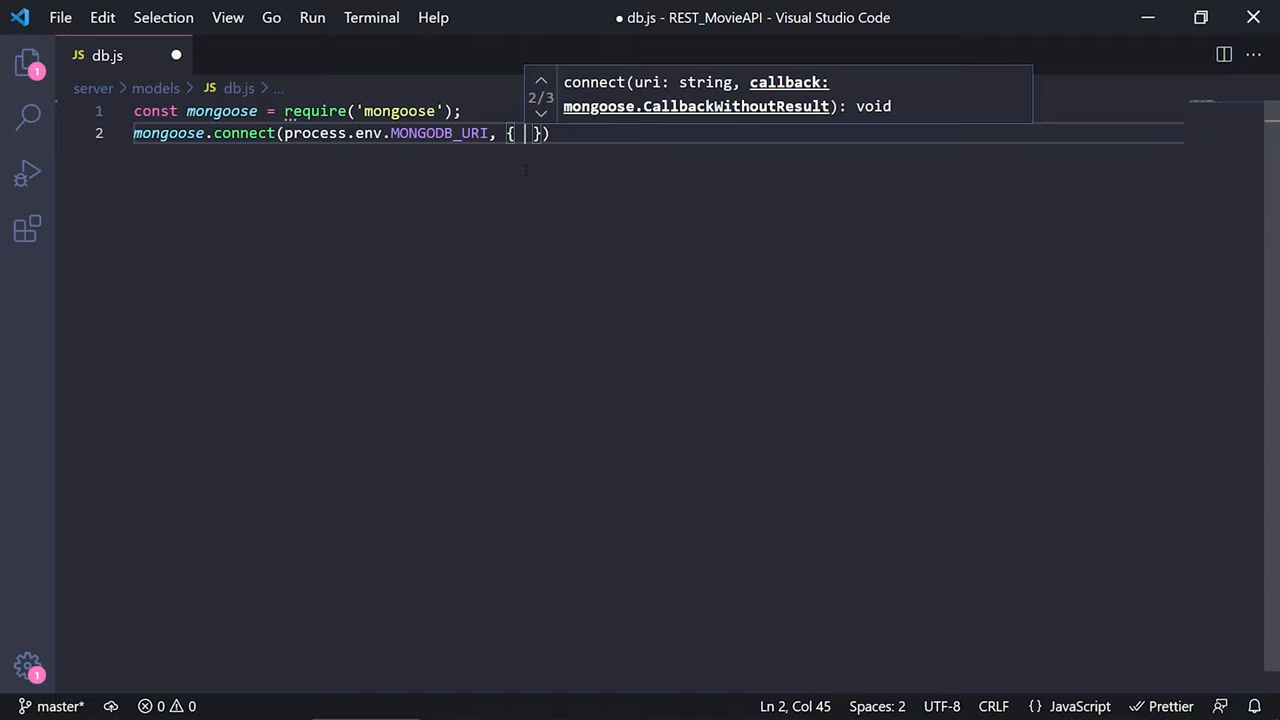 File Edit Selection View Go Run Terminal Help
● db.js - REST_MovieAPI - Visual Studio Code
JS db.js
server > models > JS db.js > ...
connect(uri: string, callback:
2/3
mongoose.CallbackWithoutResult): void
1 const mongoose = require('mongoose');
2 mongoose.connect(process.env.MONGODB_URI, { })
1
1
master* 0 0 Ln 2, Col 45 Spaces: 2 UTF-8 CRLF {} JavaScript Prettier